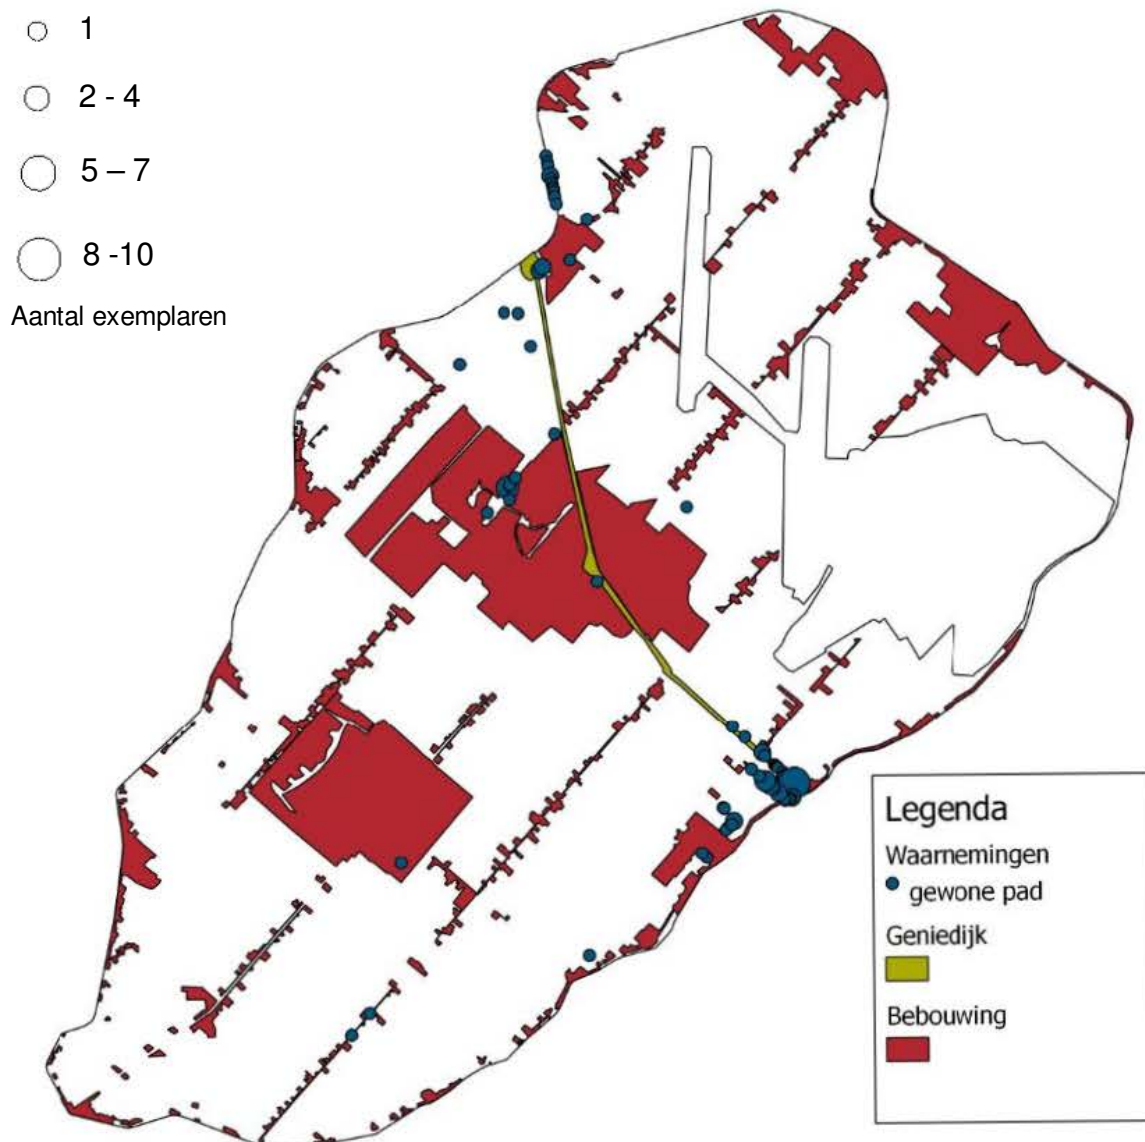 1
2 - 4
5 – 7
8 -10
Aantal exemplaren
Legenda
Waarnemingen
gewone pad
Geniedijk
Bebouwing